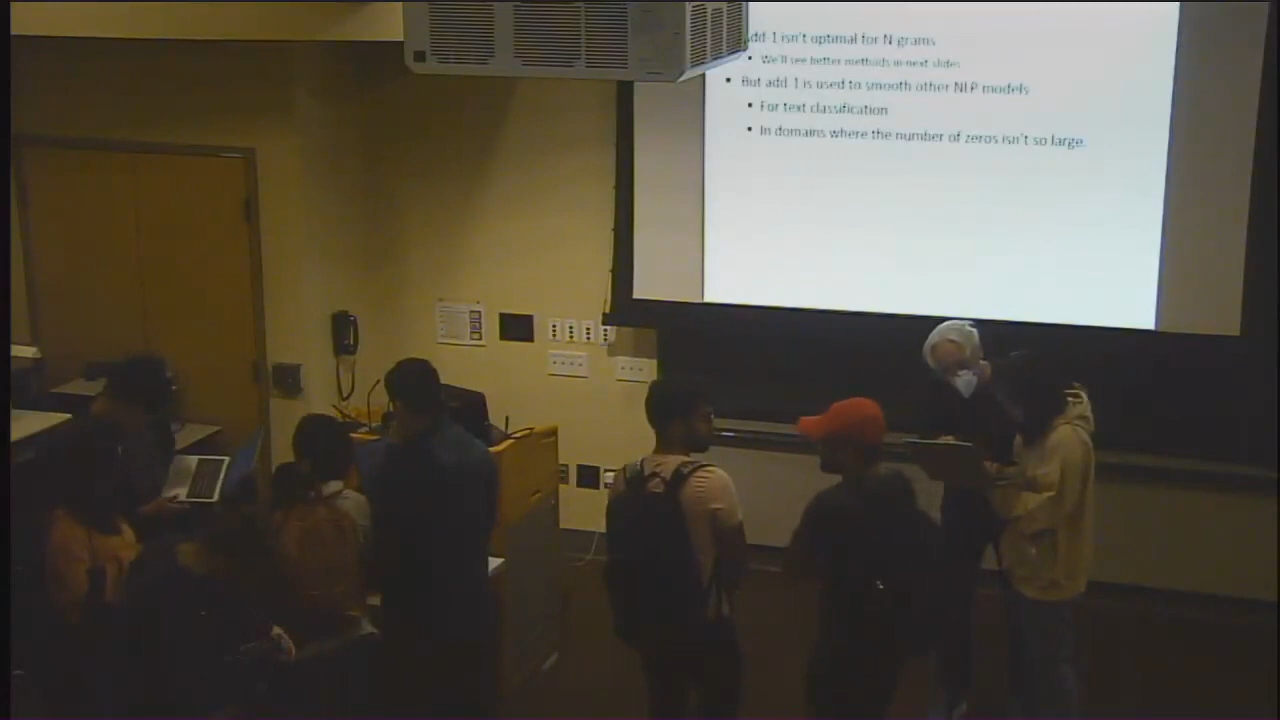 dd-1 isn't optimal for N-grams
▪ We'll see better methods in next slides
▪ But add-1 is used to smooth other NLP models
▪ For text classification
▪ In domains where the number of zeros isn't so large.